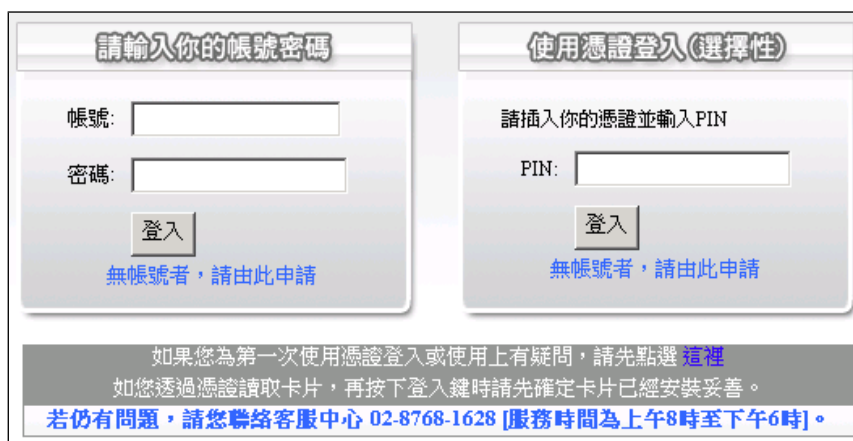 請輸入你的帳號密碼
帳號:
密碼:
登入
無帳號者，請由此申請
使用憑證登入(選擇性)
請插入你的憑證並輸入PIN
PIN:
登入
無帳號者，請由此申請
如果您為第一次使用憑證登入或使用上有疑問，請先點選 這裡
如您透過憑證讀取卡片，再按下登入鍵時請先確定卡片已經安裝妥善。
若仍有問題，請您聯絡客服中心 02-8768-1628 [服務時間為上午8時至下午6時]。